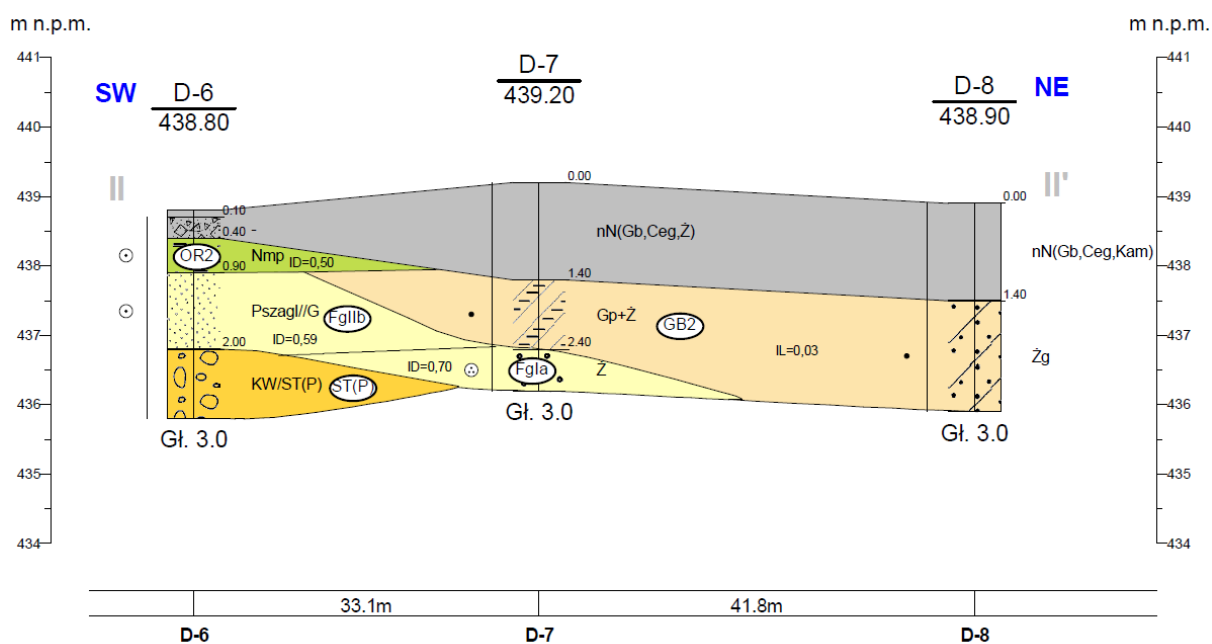 m n.p.m. m n.p.m.
441 441
D-7
SW D-6 439.20 D-8 NE
438.80 438.90
440 440
II II'
0.00
439 0.00 439
0.10
nN(Gb,Ceg,Ż)
0.40
OR2 Nmp ID=0,50 nN(Gb,Ceg,Kam)
438 0.90 438
1.40
1.40
PszagI//G FgIIb Gp+Ż GB2
437 ID=0,59 IL=0,03 437
2.00 2.40 Żg
ID=0,70 FgIa Ż
KW/ST(P) ST(P)
436 436
Gł. 3.0 Gł. 3.0 Gł. 3.0
435 435
434 434
33.1m 41.8m
D-6 D-7 D-8